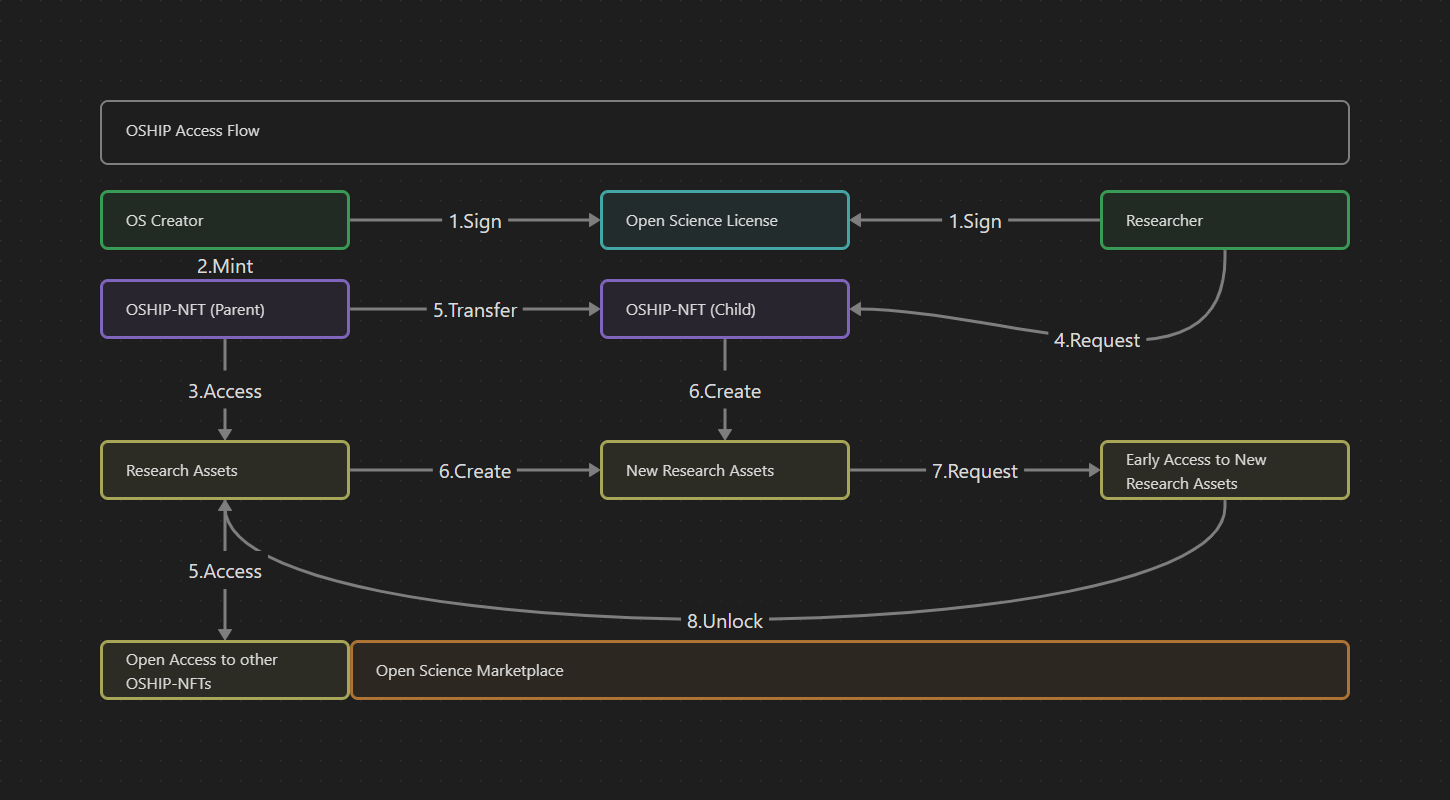 OSHIP Access Flow
OS Creator
1.Sign
Open Science License
1.Sign
Researcher
2.Mint
OSHIP-NFT (Parent)
5.Transfer
OSHIP-NFT (Child)
4.Request
3.Access
6.Create
Research Assets
6.Create
New Research Assets
7.Request
Early Access to New
Research Assets
5.Access
8.Unlock
Open Access to other
OSHIP-NFTs
Open Science Marketplace